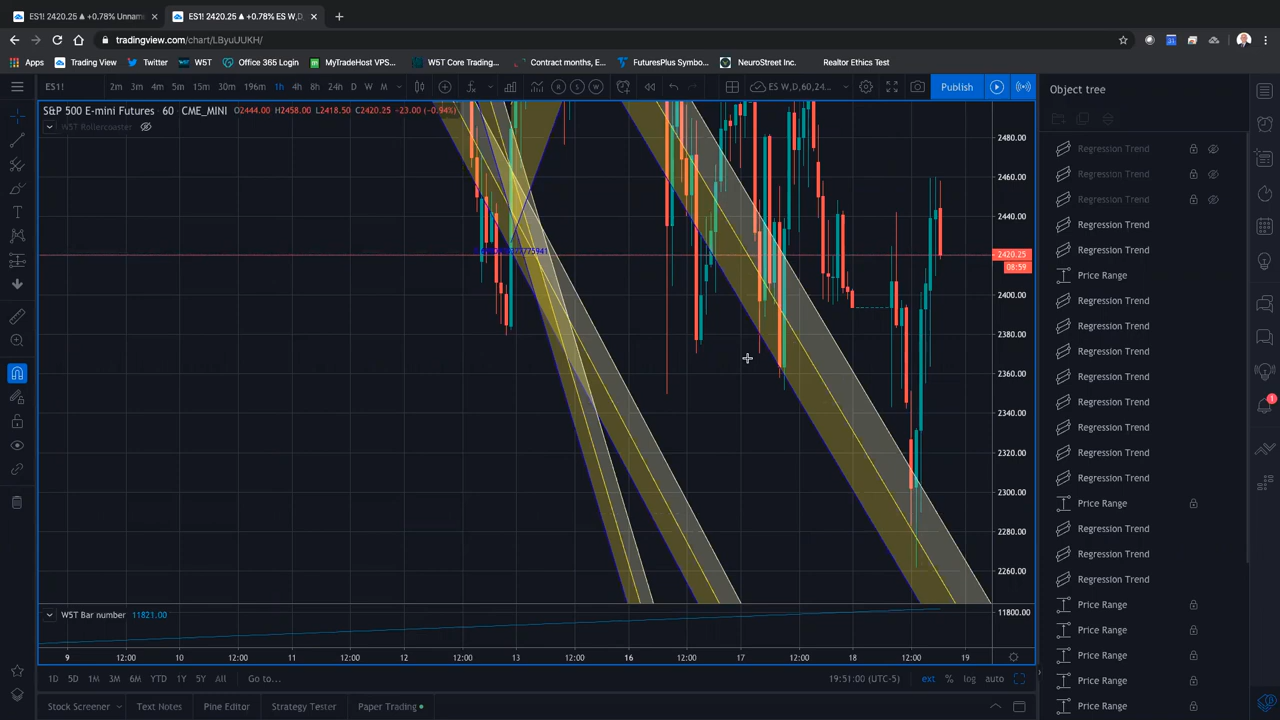 ES1! 2420.25 ▲ +0.78% Unnam
ES1! 2420.25 ▲ +0.78% ES W,D,
tradingview.com/chart/LByuUUKH/
Apps Trading View Twitter W5T Office 365 Login MyTradeHost VPS... W5T Core Trading... Contract months, E... FuturesPlus Symbo... NeuroStreet Inc. Realtor Ethics Test
ES1! 2m 3m 4m 5m 15m 30m 196m 1h 4h 8h 24h D W M ES W,D,60,24... Publish
Object tree
S&P 500 E-mini Futures · 60 · CME_MINI O2444.00 H2458.00 L2418.50 C2420.25 -23.00 (-0.94%)
W5T Rollercoaster
2480.00
2460.00
2440.00
2420.25
08:59
2400.00
2380.00
2360.00
2340.00
2320.00
2300.00
2280.00
2260.00
W5T Bar number 11821.00
11800.00
9 12:00 10 12:00 11 12:00 12 12:00 13 12:00 16 12:00 17 12:00 18 12:00 19
1D 5D 1M 3M 6M YTD 1Y 5Y All Go to... 19:51:00 (UTC-5) ext % log auto
Stock Screener Text Notes Pine Editor Strategy Tester Paper Trading
Regression Trend
Regression Trend
Regression Trend
Regression Trend
Regression Trend
Price Range
Regression Trend
Regression Trend
Regression Trend
Regression Trend
Regression Trend
Regression Trend
Regression Trend
Regression Trend
Price Range
Regression Trend
Regression Trend
Regression Trend
Price Range
Price Range
Price Range
Price Range
Price Range